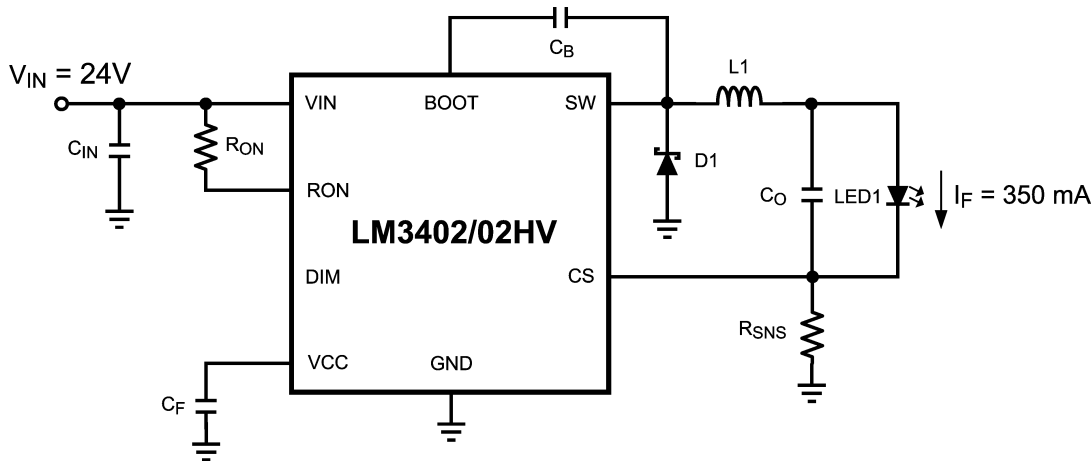 V_IN = 24V
C_IN
R_ON
C_B
L1
D1
C_O
LED1
I_F = 350 mA
R_SNS
C_F
VIN
BOOT
SW
RON
LM3402/02HV
DIM
CS
VCC
GND